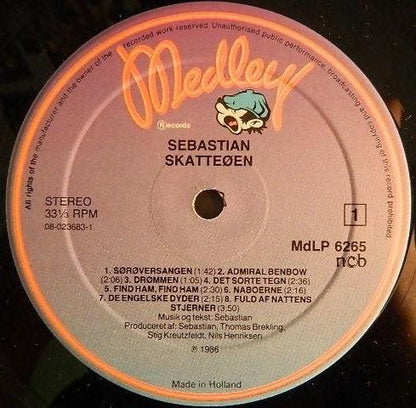 All rights of the manufacturer and the owner of the recorded work reserved. Unauthorised public performance, broadcasting and copying of this record prohibited
Medley
Records
SEBASTIAN
SKATTEØEN
STEREO
33⅓ RPM
08-023683-1
1
MdLP 6265
ncb
1. SØRØVERSANGEN (1:42) 2. ADMIRAL BENBOW
(2:06) 3. DRØMMEN (1:05) 4. DET SORTE TEGN (2:36)
5. FIND HAM, FIND HAM (2:30) 6. NABOERNE (2:16)
7. DE ENGELSKE DYDER (2:15) 8. FULD AF NATTENS
STJERNER (3:50)
Musik og tekst: Sebastian
Produceret af: Sebastian, Thomas Brekling,
Stig Kreutzfeldt, Nils Henriksen
℗ 1986
Made in Holland